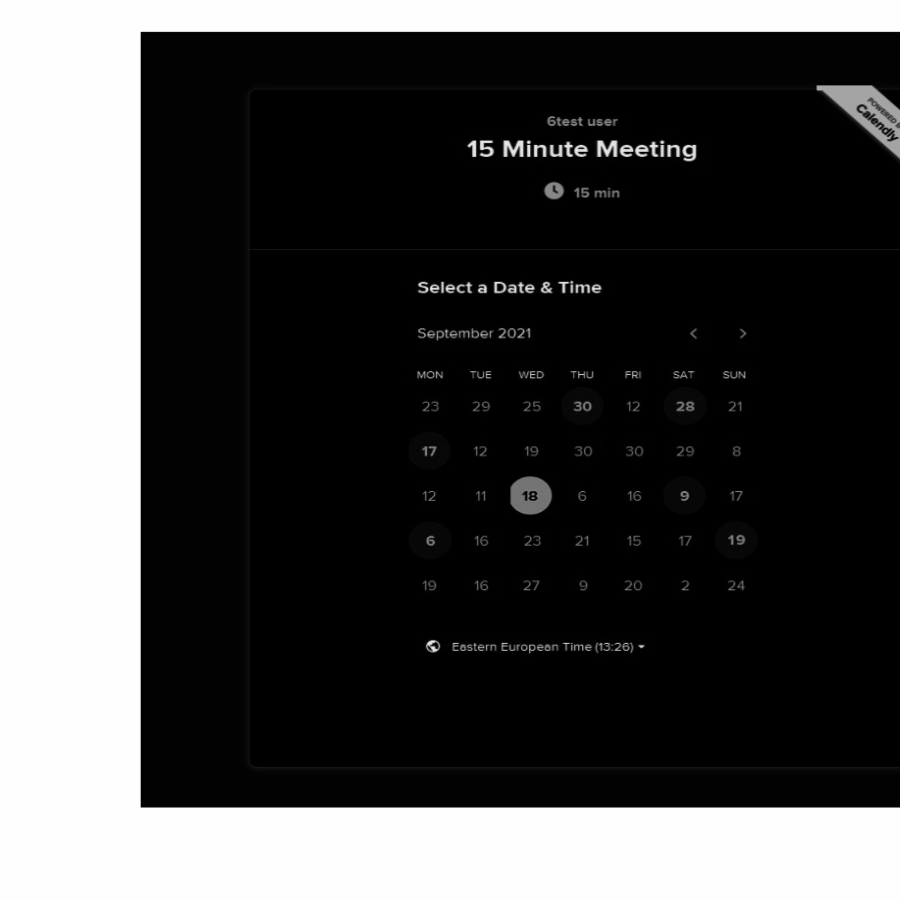 POWERED B
Calendly
6test user
15 Minute Meeting
15 min
Select a Date & Time
September 2021
MON TUE WED THU FRI SAT SUN
23 29 25 30 12 28 21
17 12 19 30 30 29 8
12 11 18 6 16 9 17
6 16 23 21 15 17 19
19 16 27 9 20 2 24
Eastern European Time (13:26)